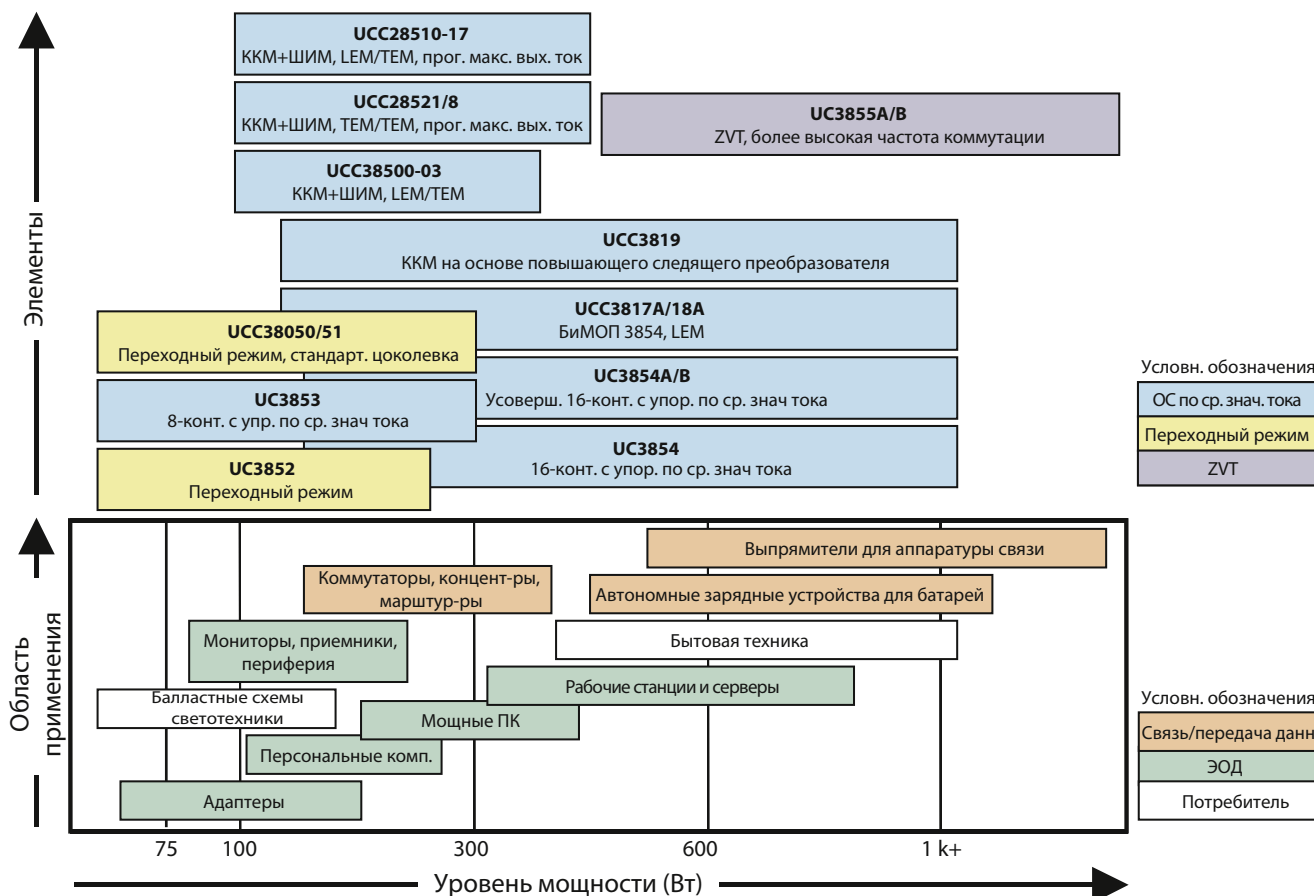 UCC28510-17
ККМ+ШИМ, LEM/TEM, прог. макс. вых. ток
UCC28521/8
ККМ+ШИМ, TEM/TEM, прог. макс. вых. ток
UC3855A/B
ZVT, более высокая частота коммутации
UCC38500-03
ККМ+ШИМ, LEM/TEM
UCC3819
ККМ на основе повышающего следящего преобразователя
UCC3817A/18A
БиМОП 3854, LEM
UCC38050/51
Переходный режим, стандарт. цоколевка
UC3854A/B
Усоверш. 16-конт. с упор. по ср. знач тока
UC3853
8-конт. с упр. по ср. знач тока
UC3854
16-конт. с упор. по ср. знач тока
UC3852
Переходный режим
Элементы
Условн. обозначения
ОС по ср. знач. тока
Переходный режим
ZVT
Выпрямители для аппаратуры связи
Коммутаторы, концент-ры,
марштур-ры
Автономные зарядные устройства для батарей
Мониторы, приемники,
периферия
Бытовая техника
Рабочие станции и серверы
Балластные схемы
светотехники
Мощные ПК
Персональные комп.
Адаптеры
Область
применения
Условн. обозначения
Связь/передача данн
ЭОД
Потребитель
75 100 300 600 1 k+
Уровень мощности (Вт)